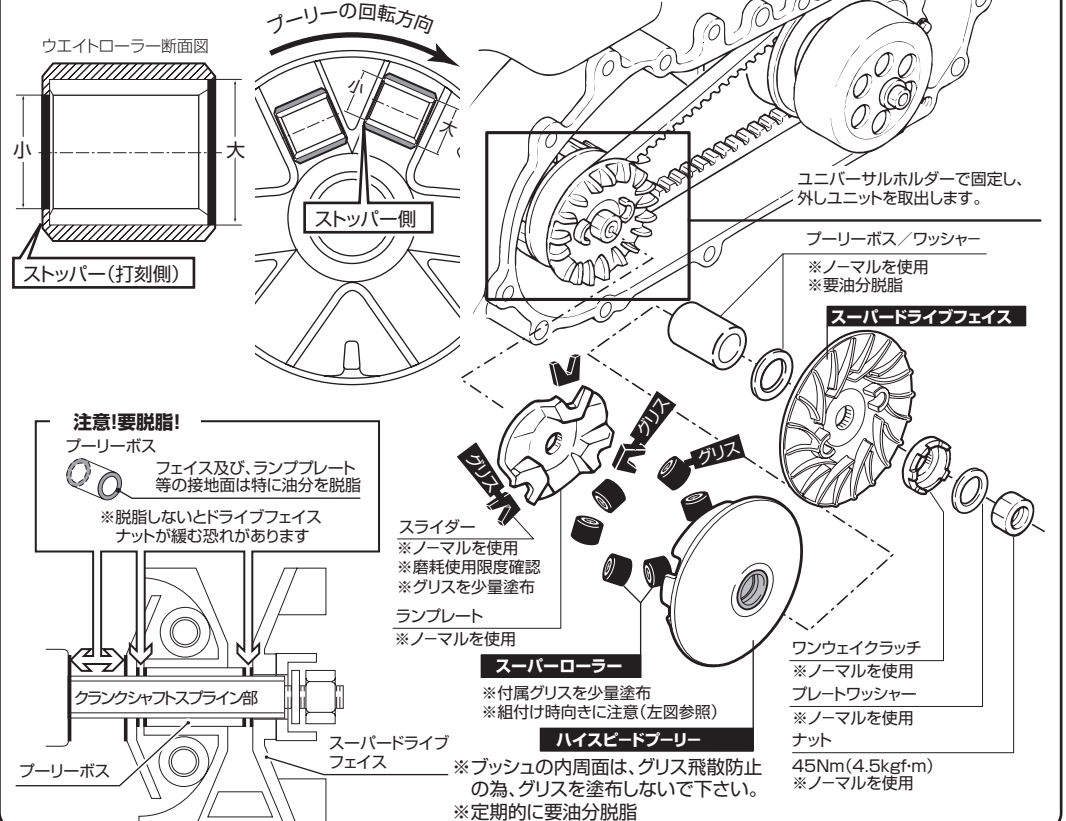 ウエイトローラー断面図
小
大
ストッパー(打刻側)
プーリーの回転方向
小
大
ストッパー側
ユニバーサルホルダーで固定し、
外しユニットを取出します。
プーリーボス/ワッシャー
※ノーマルを使用
※要油分脱脂
スーパードライブフェイス
注意!要脱脂!
プーリーボス
フェイス及び、ランププレート
等の接地面は特に油分を脱脂
※脱脂しないとドライブフェイス
ナットが緩む恐れがあります
クランクシャフトスプライン部
プーリーボス
スーパードライブ
フェイス
グリス
グリス
グリス
スライダー
※ノーマルを使用
※磨耗使用限度確認
※グリスを少量塗布
ランプレート
※ノーマルを使用
スーパーローラー
※付属グリスを少量塗布
※組付け時向きに注意(左図参照)
ハイスピードプーリー
※ブッシュの内周面は、グリス飛散防止
の為、グリスを塗布しないで下さい。
※定期的に要油分脱脂
ワンウェイクラッチ
※ノーマルを使用
プレートワッシャー
※ノーマルを使用
ナット
45Nm(4.5kgf·m)
※ノーマルを使用